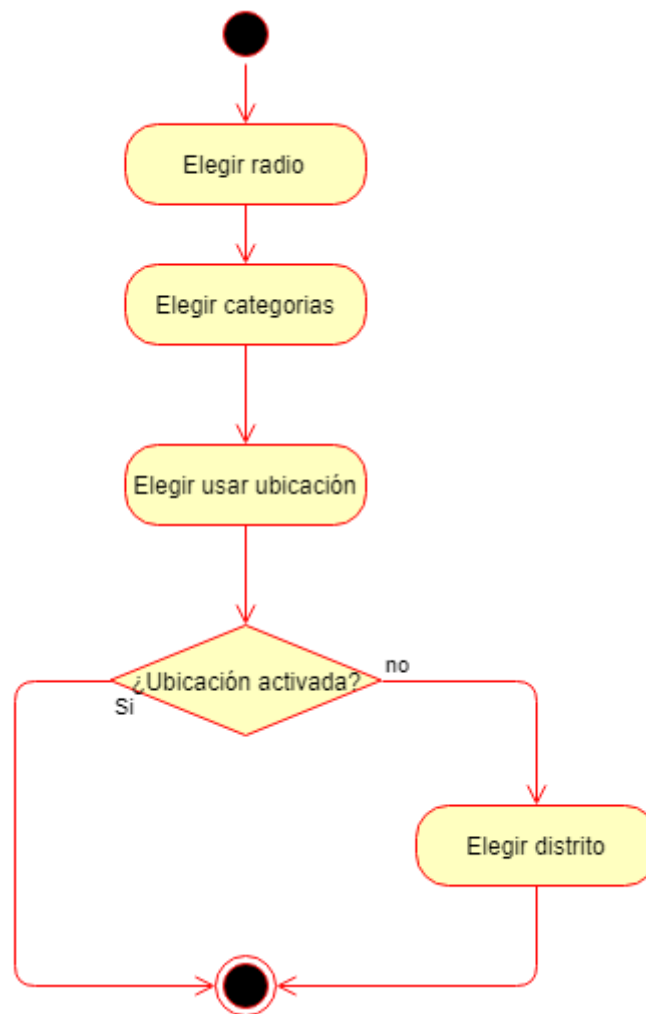 Elegir radio
Elegir categorias
Elegir usar ubicación
¿Ubicación activada?
no
Si
Elegir distrito